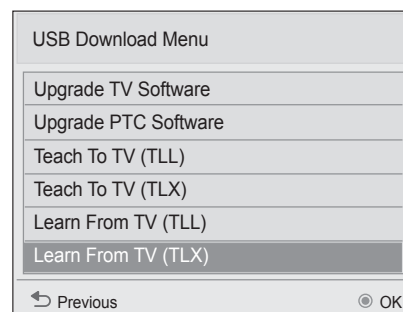 USB Download Menu
Upgrade TV Software
Upgrade PTC Software
Teach To TV (TLL)
Teach To TV (TLX)
Learn From TV (TLL)
Learn From TV (TLX)
Previous OK